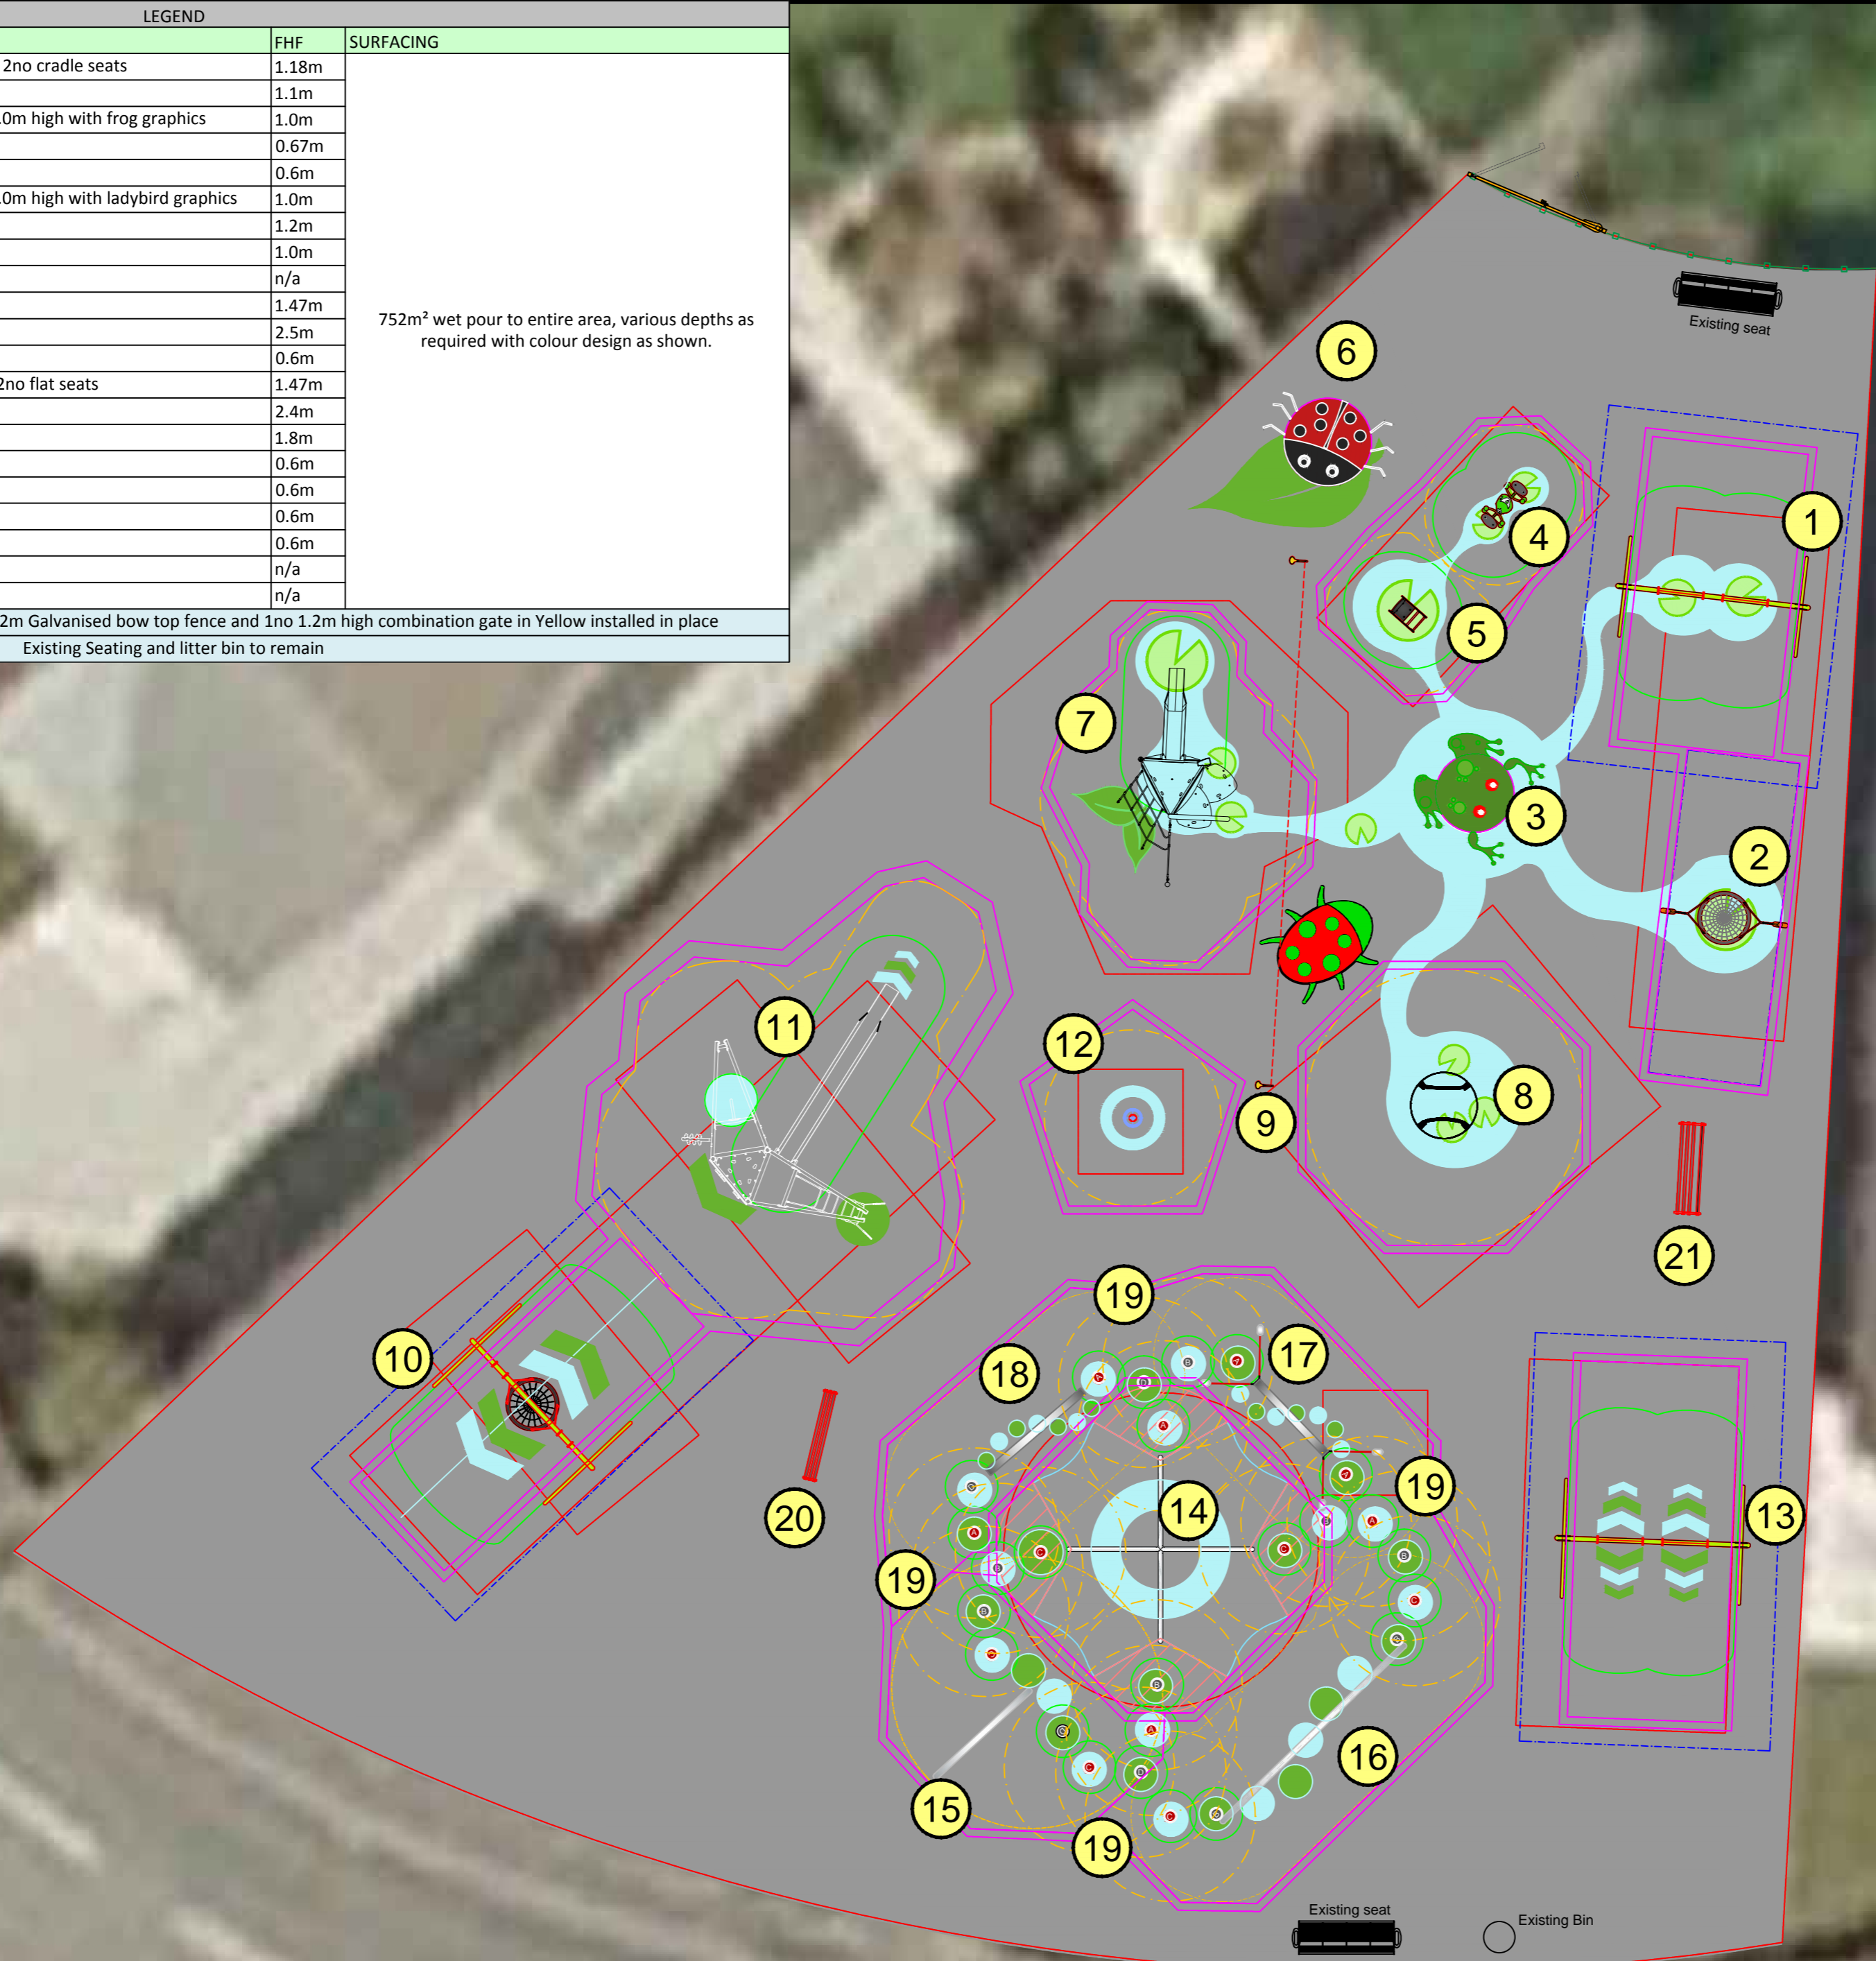 LEGEND
FHF SURFACING
2no cradle seats 1.18m
1.1m
.0m high with frog graphics 1.0m
0.67m
0.6m
.0m high with ladybird graphics 1.0m
1.2m
1.0m
n/a
1.47m
2.5m
0.6m
2no flat seats 1.47m
2.4m
1.8m
0.6m
0.6m
0.6m
0.6m
n/a
n/a
752m² wet pour to entire area, various depths as
required with colour design as shown.
2m Galvanised bow top fence and 1no 1.2m high combination gate in Yellow installed in place
Existing Seating and litter bin to remain
Existing seat
6
1
4
5
7
3
2
11
12
8
9
21
19
17
10
18
19
14
20
13
19
16
15
19
Existing seat
Existing Bin